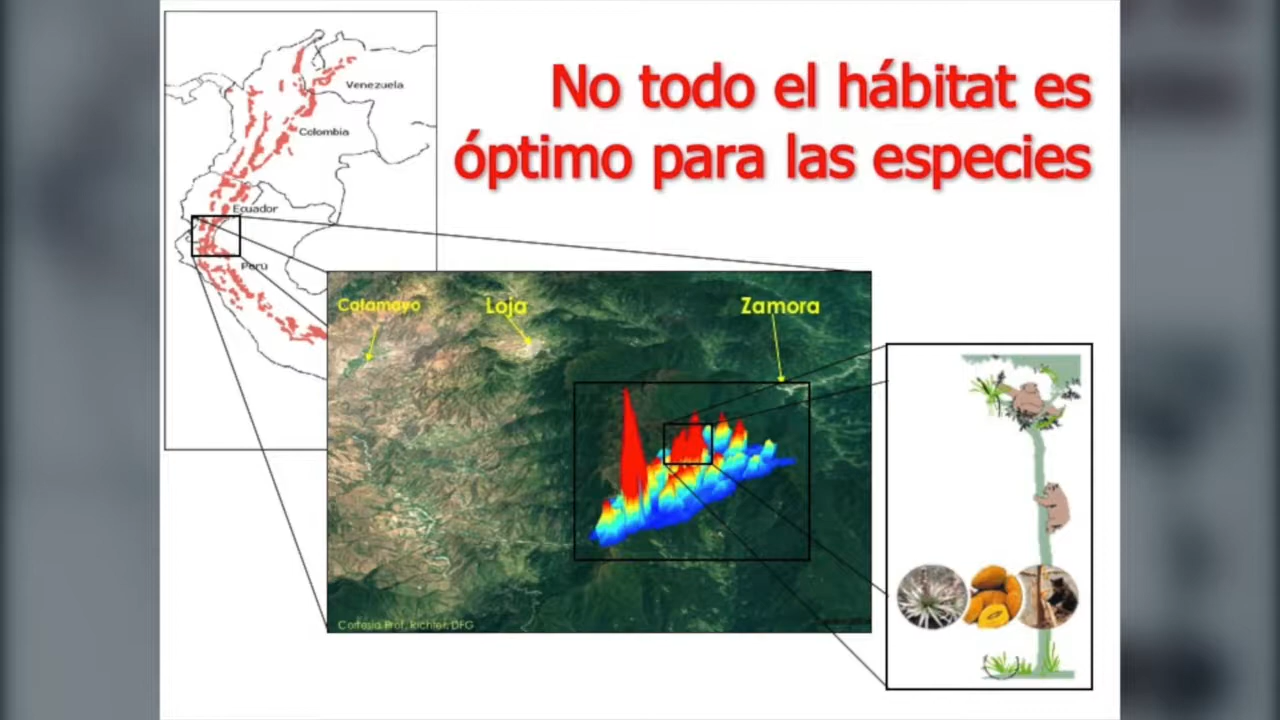 No todo el hábitat es
óptimo para las especies
Venezuela
Colombia
Ecuador
Perú
Catamayo
Loja
Zamora
Cortesía Prof. Richter, DFG